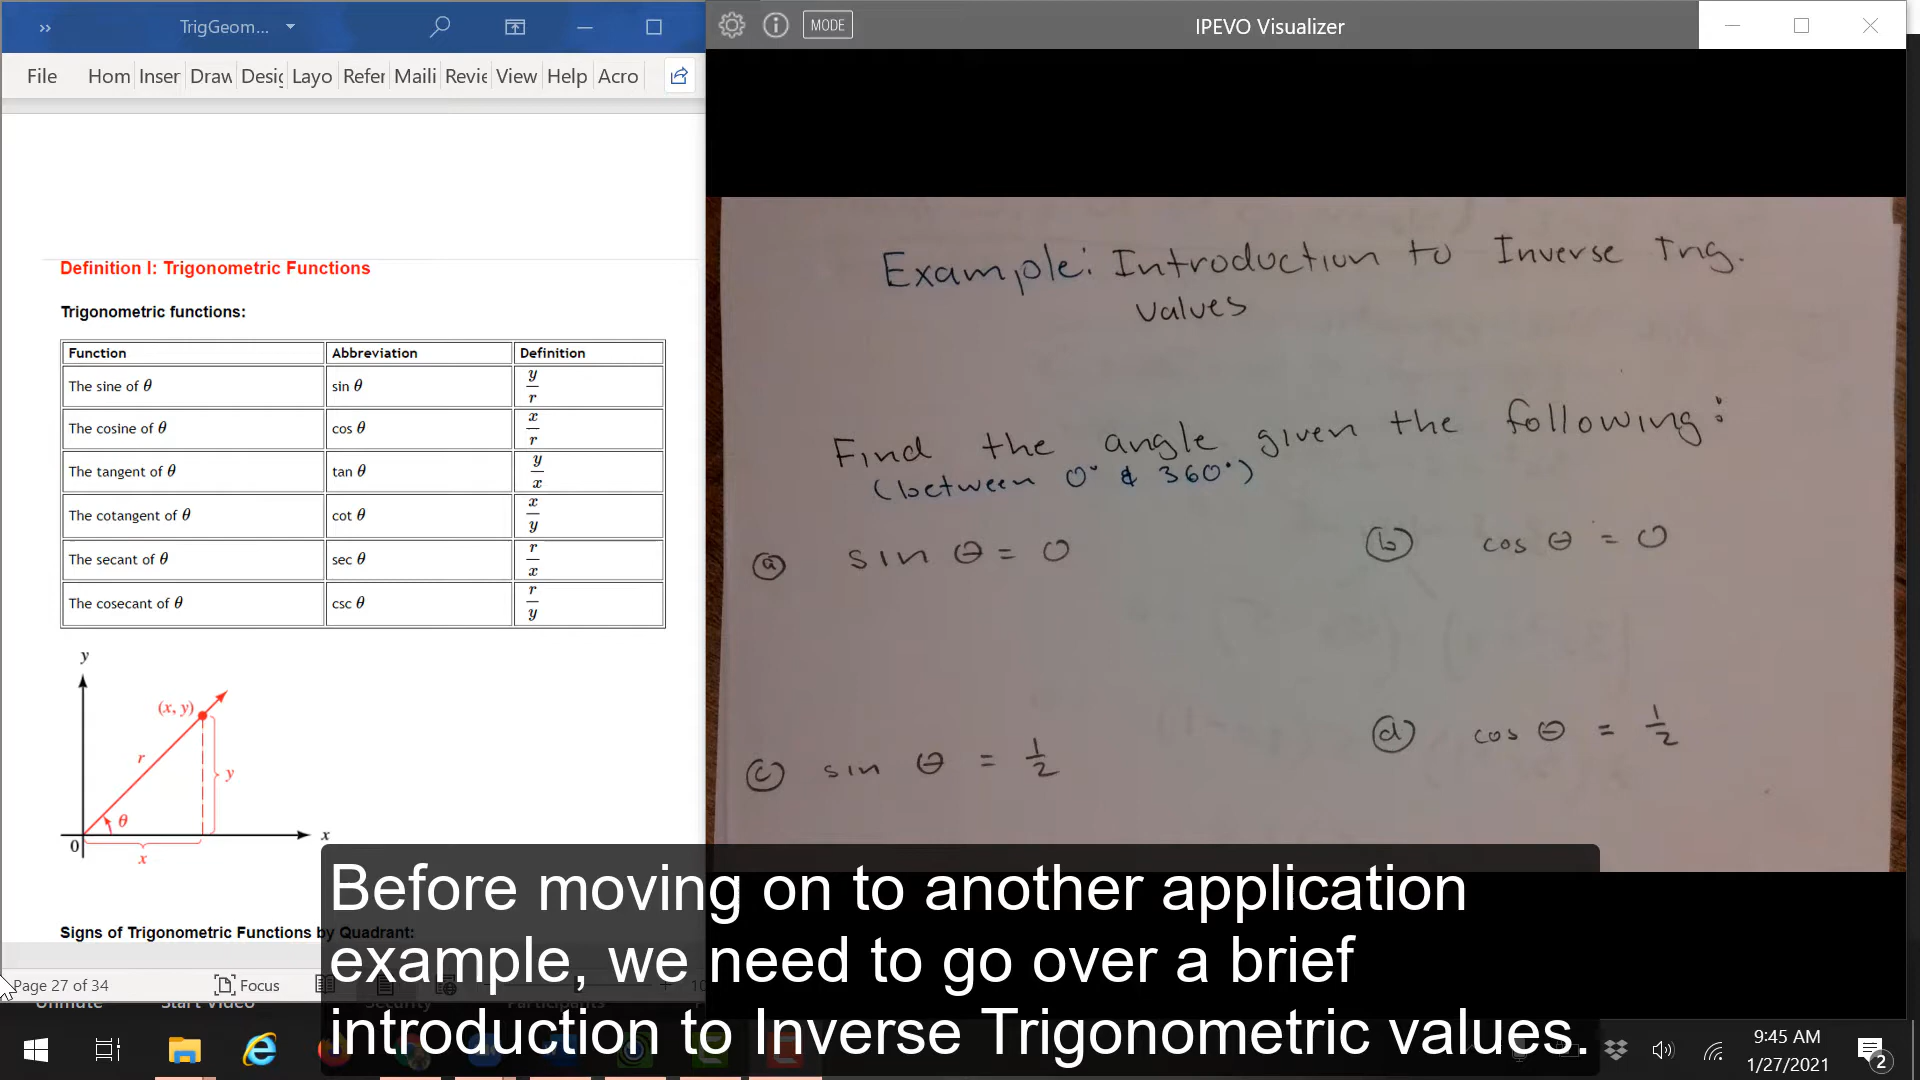 TrigGeom...
File
Hom
Inser
Draw
Desig
Layo
Refer
Maili
Revie
View
Help
Acro
Definition I: Trigonometric Functions
Trigonometric functions:
Function Abbreviation Definition
The sine of θ sin θ y/r
The cosine of θ cos θ x/r
The tangent of θ tan θ y/x
The cotangent of θ cot θ x/y
The secant of θ sec θ r/x
The cosecant of θ csc θ r/y
y
(x, y)
r
y
θ
x
0
x
Signs of Trigonometric Functions by Quadrant:
Page 27 of 34
Focus
IPEVO Visualizer
MODE
Example: Introduction to Inverse Trig.
values
Find the angle given the following:
(between 0° & 360°)
(a) sin θ = 0
(b) cos θ = 0
(c) sin θ = 1/2
(d) cos θ = 1/2
Before moving on to another application
example, we need to go over a brief
introduction to Inverse Trigonometric values.
9:45 AM
1/27/2021
2